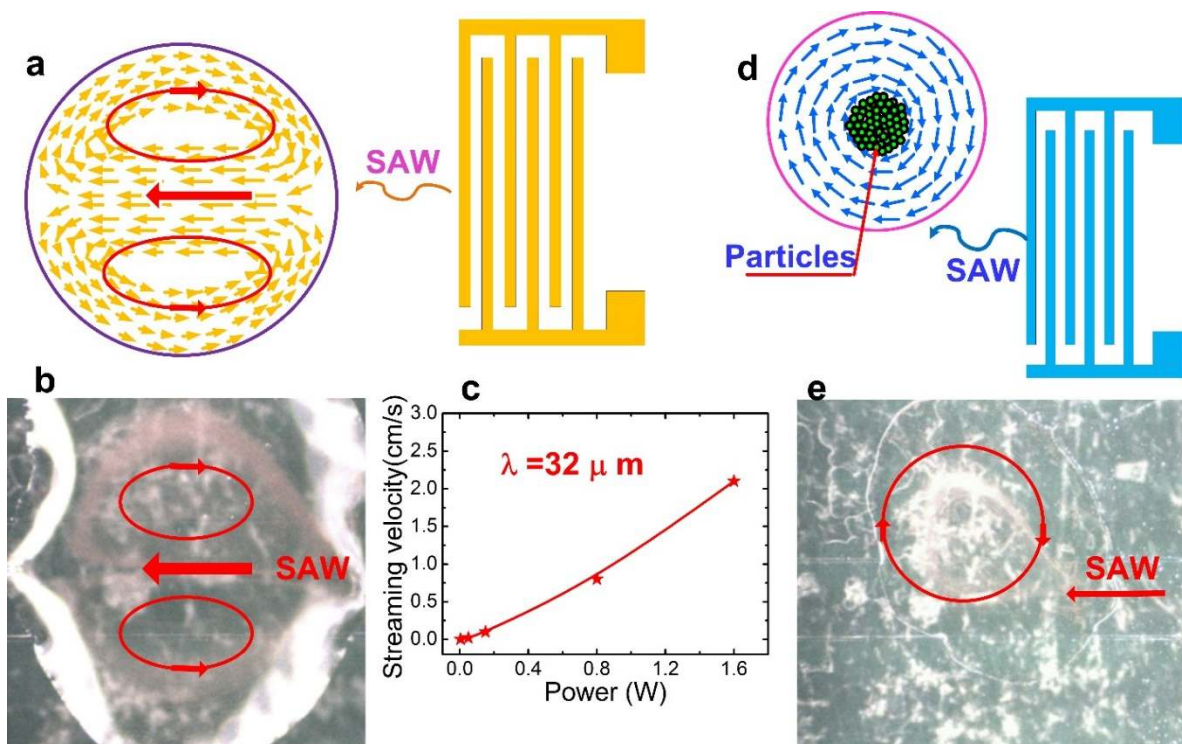 a
SAW
d
Particles
SAW
b
SAW
c
Streaming velocity(cm/s)
3.0
2.5
2.0
1.5
1.0
0.5
0.0
λ =32 μ m
0.0 0.4 0.8 1.2 1.6
Power (W)
e
SAW